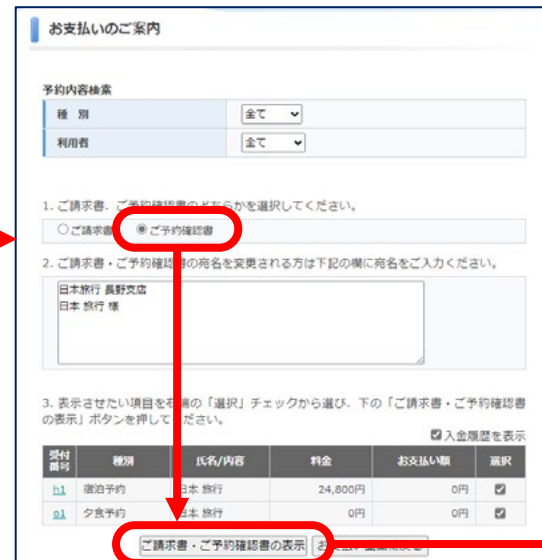 お支払いのご案内
予約内容検索
種 別 全て
利用者 全て
1. ご請求書、ご予約確認書のどちらかを選択してください。
ご請求書 ご予約確認書
2. ご請求書・ご予約確認書の宛名を変更される方は下記の欄に宛名をご入力ください。
日本旅行 長野支店
日本 旅行 様
3. 表示させたい項目を右端の「選択」チェックから選び、下の「ご請求書・ご予約確認書
の表示」ボタンを押してください。
入金履歴を表示
受付番号 種別 氏名/内容 料金 お支払い額 選択
h1 宿泊予約 日本 旅行 24,800円 0円
o1 夕食予約 日本 旅行 0円 0円
ご請求書・ご予約確認書の表示